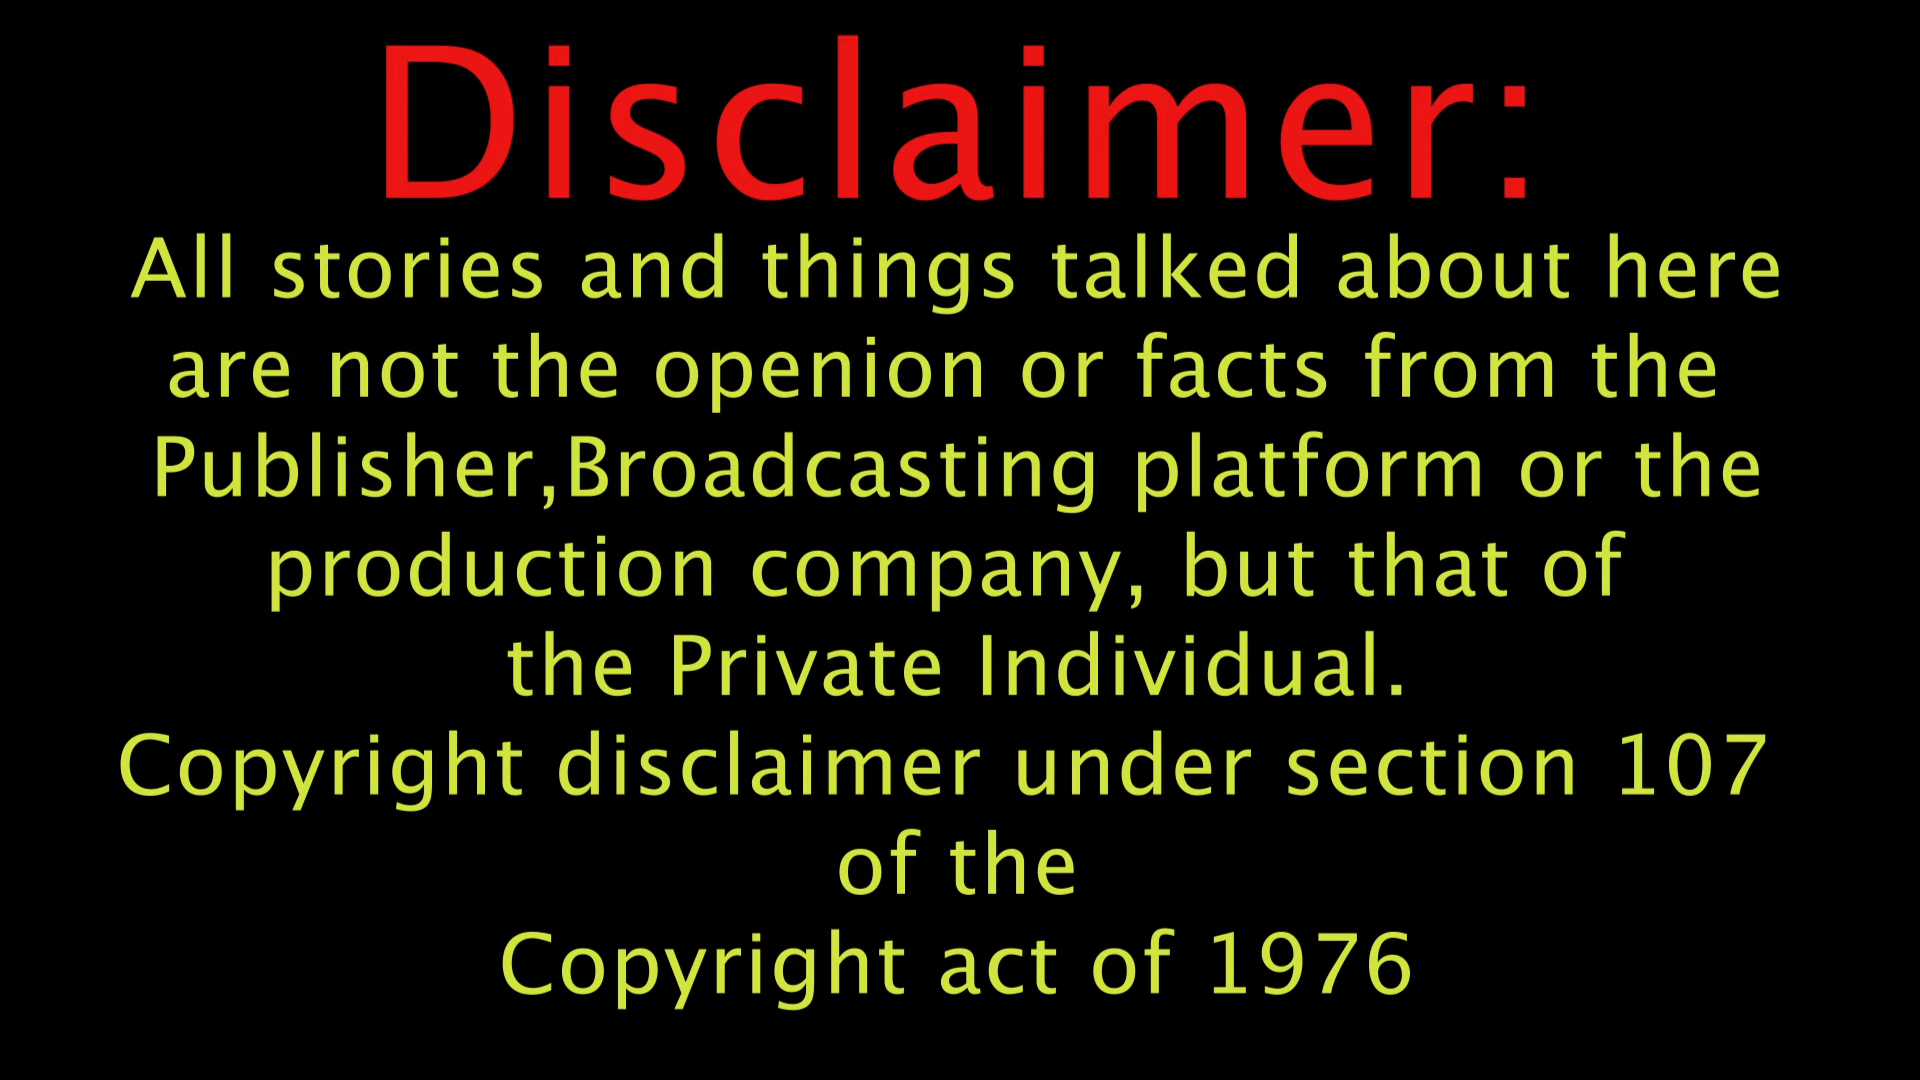 Disclaimer:
All stories and things talked about here
are not the openion or facts from the
Publisher,Broadcasting platform or the
production company, but that of
the Private Individual.
Copyright disclaimer under section 107
of the
Copyright act of 1976